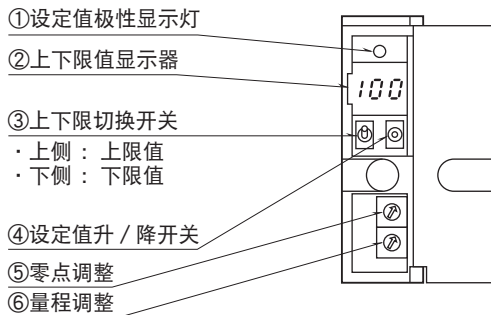 ①设定值极性显示灯
②上下限值显示器
100
③上下限切换开关
・上侧：上限值
・下侧：下限值
④设定值升／降开关
⑤零点调整
⑥量程调整